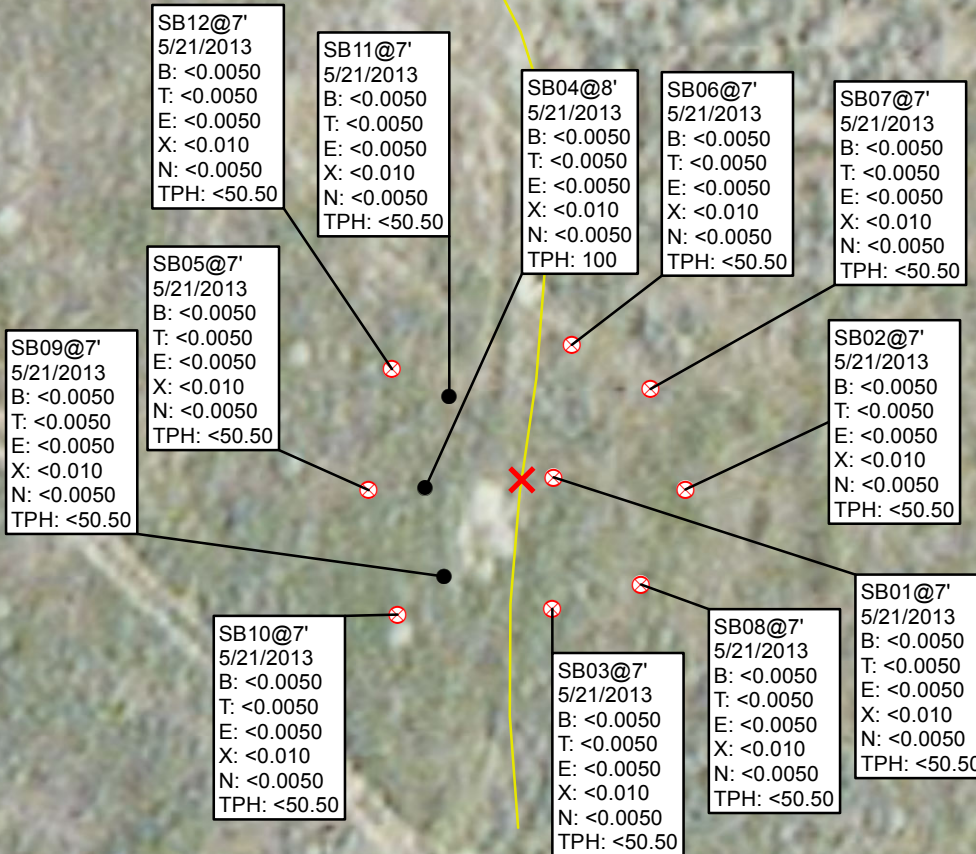 SB12@7'
5/21/2013
B: <0.0050
T: <0.0050
E: <0.0050
X: <0.010
N: <0.0050
TPH: <50.50
SB11@7'
5/21/2013
B: <0.0050
T: <0.0050
E: <0.0050
X: <0.010
N: <0.0050
TPH: <50.50
SB04@8'
5/21/2013
B: <0.0050
T: <0.0050
E: <0.0050
X: <0.010
N: <0.0050
TPH: 100
SB06@7'
5/21/2013
B: <0.0050
T: <0.0050
E: <0.0050
X: <0.010
N: <0.0050
TPH: <50.50
SB07@7'
5/21/2013
B: <0.0050
T: <0.0050
E: <0.0050
X: <0.010
N: <0.0050
TPH: <50.50
SB05@7'
5/21/2013
B: <0.0050
T: <0.0050
E: <0.0050
X: <0.010
N: <0.0050
TPH: <50.50
SB09@7'
5/21/2013
B: <0.0050
T: <0.0050
E: <0.0050
X: <0.010
N: <0.0050
TPH: <50.50
SB02@7'
5/21/2013
B: <0.0050
T: <0.0050
E: <0.0050
X: <0.010
N: <0.0050
TPH: <50.50
SB10@7'
5/21/2013
B: <0.0050
T: <0.0050
E: <0.0050
X: <0.010
N: <0.0050
TPH: <50.50
SB03@7'
5/21/2013
B: <0.0050
T: <0.0050
E: <0.0050
X: <0.010
N: <0.0050
TPH: <50.50
SB08@7'
5/21/2013
B: <0.0050
T: <0.0050
E: <0.0050
X: <0.010
N: <0.0050
TPH: <50.50
SB01@7'
5/21/2013
B: <0.0050
T: <0.0050
E: <0.0050
X: <0.010
N: <0.0050
TPH: <50.50